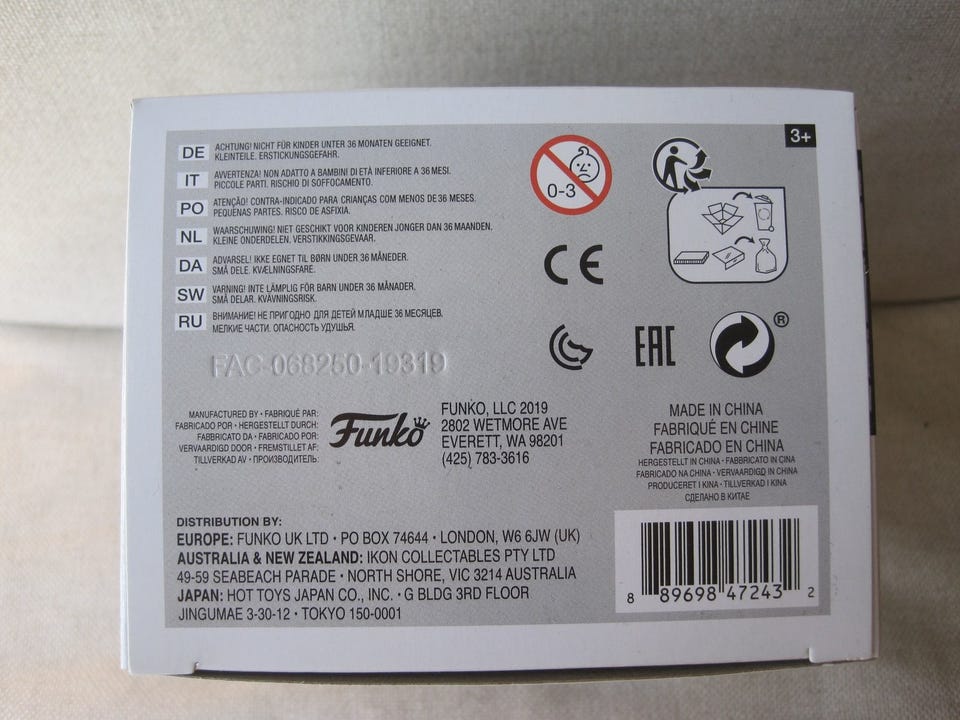 3+
DE ACHTUNG! NICHT FÜR KINDER UNTER 36 MONATEN GEEIGNET.
KLEINTEILE. ERSTICKUNGSGEFAHR.
IT AVVERTENZA! NON ADATTO A BAMBINI DI ETÀ INFERIORE A 36 MESI.
PICCOLE PARTI. RISCHIO DI SOFFOCAMENTO.
PO ATENÇÃO! CONTRA-INDICADO PARA CRIANÇAS COM MENOS DE 36 MESES.
PEQUENAS PARTES. RISCO DE ASFIXIA.
NL WAARSCHUWING! NIET GESCHIKT VOOR KINDEREN JONGER DAN 36 MAANDEN.
KLEINE ONDERDELEN. VERSTIKKINGSGEVAAR.
DA ADVARSEL! IKKE EGNET TIL BØRN UNDER 36 MÅNEDER.
SMÅ DELE. KVÆLNINGSFARE.
SW VARNING! INTE LÄMPLIG FÖR BARN UNDER 36 MÅNADER.
SMÅ DELAR. KVÄVNINGSRISK.
RU ВНИМАНИЕ! НЕ ПРИГОДНО ДЛЯ ДЕТЕЙ МЛАДШЕ 36 МЕСЯЦЕВ.
МЕЛКИЕ ЧАСТИ. ОПАСНОСТЬ УДУШЬЯ.
0-3
CE
EAC
®
FAC-068250-19319
MANUFACTURED BY • FABRIQUÉ PAR:
FABRICADO POR • HERGESTELLT DURCH:
FABBRICATO DA • FABRICADO POR:
VERVAARDIGD DOOR • FREMSTILLET AF:
TILLVERKAD AV • ПРОИЗВОДИТЕЛЬ:
Funko
FUNKO, LLC 2019
2802 WETMORE AVE
EVERETT, WA 98201
(425) 783-3616
MADE IN CHINA
FABRIQUÉ EN CHINE
FABRICADO EN CHINA
HERGESTELLT IN CHINA • FABBRICATO IN CINA
FABRICADO NA CHINA • VERVAARDIGD IN CHINA
PRODUCERET I KINA • TILLVERKAD I KINA
СДЕЛАНО В КИТАЕ
DISTRIBUTION BY:
EUROPE: FUNKO UK LTD • PO BOX 74644 • LONDON, W6 6JW (UK)
AUSTRALIA & NEW ZEALAND: IKON COLLECTABLES PTY LTD
49-59 SEABEACH PARADE • NORTH SHORE, VIC 3214 AUSTRALIA
JAPAN: HOT TOYS JAPAN CO., INC. • G BLDG 3RD FLOOR
JINGUMAE 3-30-12 • TOKYO 150-0001
8 89698 47243 2